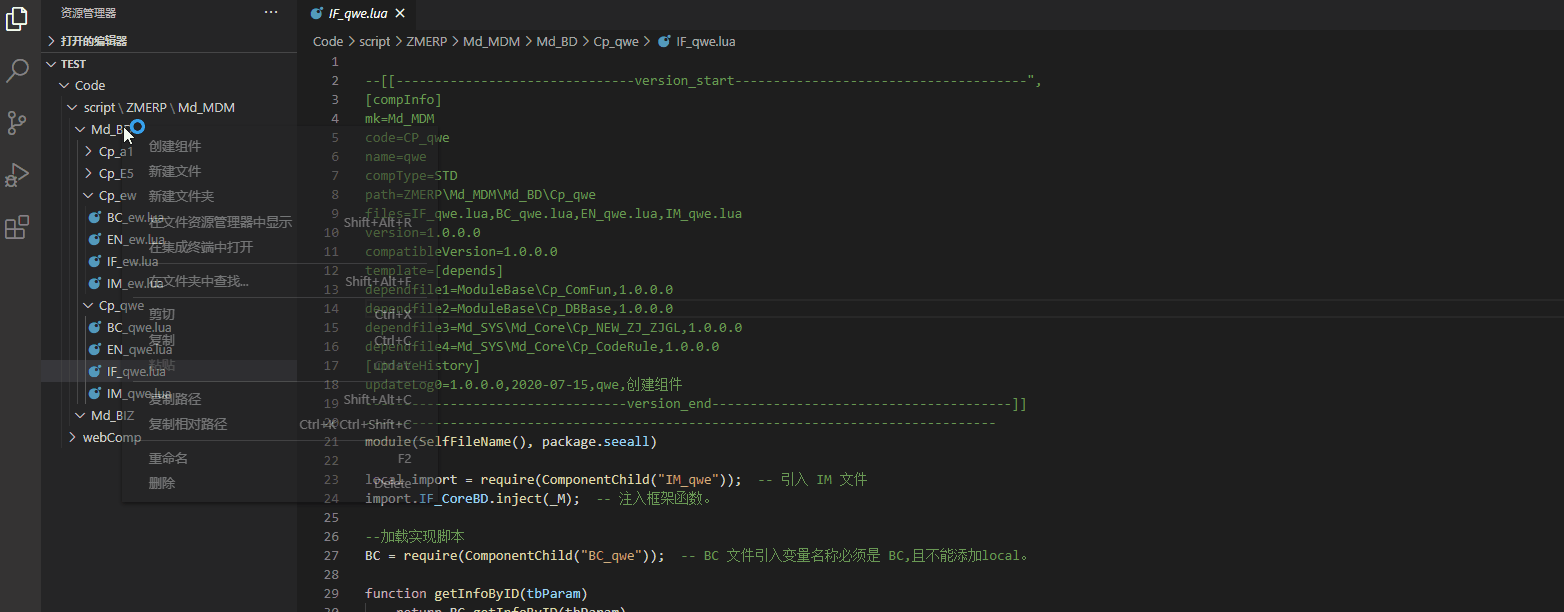 资源管理器
打开的编辑器
TEST
Code
script \ ZMERP \ Md_MDM
Md_BD
Cp_a1
Cp_E5
Cp_ew
BC_ew.lua
EN_ew.lua
IF_ew.lua
IM_ew.lua
Cp_qwe
BC_qwe.lua
EN_qwe.lua
IF_qwe.lua
IM_qwe.lua
Md_BIZ
webComp
创建组件
新建文件
新建文件夹
在文件资源管理器中显示 Shift+Alt+R
在集成终端中打开
在文件夹中查找... Shift+Alt+F
剪切 Ctrl+X
复制 Ctrl+C
粘贴 Ctrl+V
复制路径 Shift+Alt+C
复制相对路径 Ctrl+K Ctrl+Shift+C
重命名 F2
删除 Delete
IF_qwe.lua
Code > script > ZMERP > Md_MDM > Md_BD > Cp_qwe > IF_qwe.lua
1
2 --[[------------------------------version_start-------------------------------------",
3 [compInfo]
4 mk=Md_MDM
5 code=CP_qwe
6 name=qwe
7 compType=STD
8 path=ZMERP\Md_MDM\Md_BD\Cp_qwe
9 files=IF_qwe.lua,BC_qwe.lua,EN_qwe.lua,IM_qwe.lua
10 version=1.0.0.0
11 compatibleVersion=1.0.0.0
12 template=[depends]
13 dependfile1=ModuleBase\Cp_ComFun,1.0.0.0
14 dependfile2=ModuleBase\Cp_DBBase,1.0.0.0
15 dependfile3=Md_SYS\Md_Core\Cp_NEW_ZJ_ZJGL,1.0.0.0
16 dependfile4=Md_SYS\Md_Core\Cp_CodeRule,1.0.0.0
17 [updateHistory]
18 updateLog0=1.0.0.0,2020-07-15,qwe,创建组件
19 ---------------------------------version_end--------------------------------------]]
20 --------------------------------------------------------------------------------
21 module(SelfFileName(), package.seeall)
22
23 local import = require(ComponentChild("IM_qwe")); -- 引入 IM 文件
24 import.IF_CoreBD.inject(_M); -- 注入框架函数。
25
26 --加载实现脚本
27 BC = require(ComponentChild("BC_qwe")); -- BC 文件引入变量名称必须是 BC,且不能添加local。
28
29 function getInfoByID(tbParam)
30 return BC.getInfoByID(tbParam)